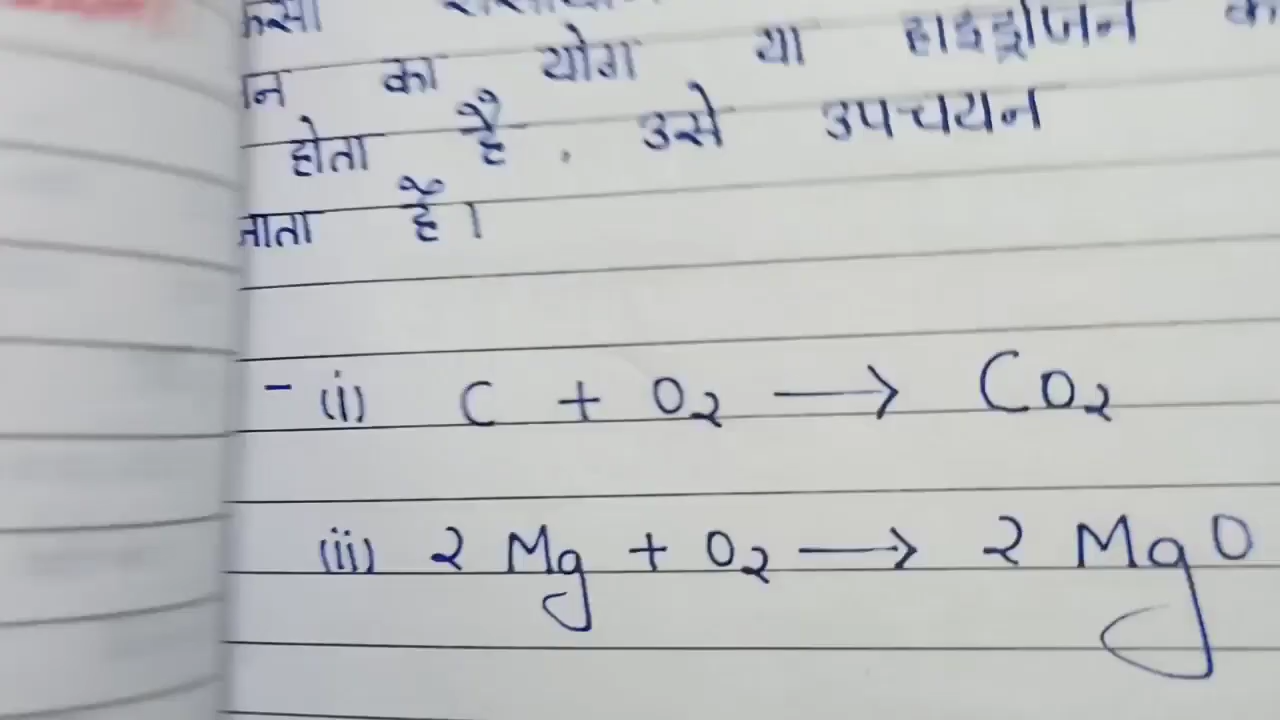 न का योग या हाइड्रोजन
होता है . उसे उपचयन
जाता है।
- (i) C + O2 → CO2
(ii) 2 Mg + O2 → 2 MgO